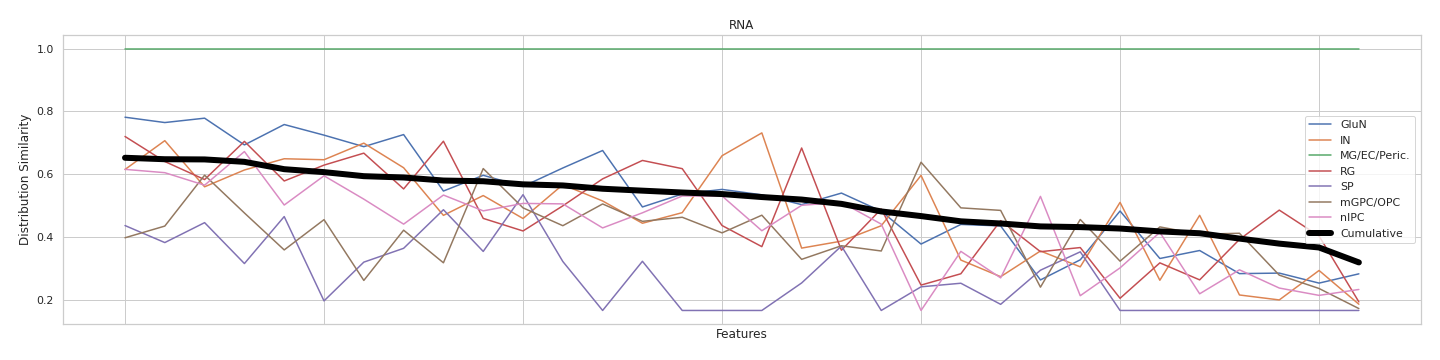 RNA
Distribution Similarity
1.0
0.8
0.6
0.4
0.2
GluN
IN
MG/EC/Peric.
RG
SP
mGPC/OPC
nIPC
Cumulative
Features